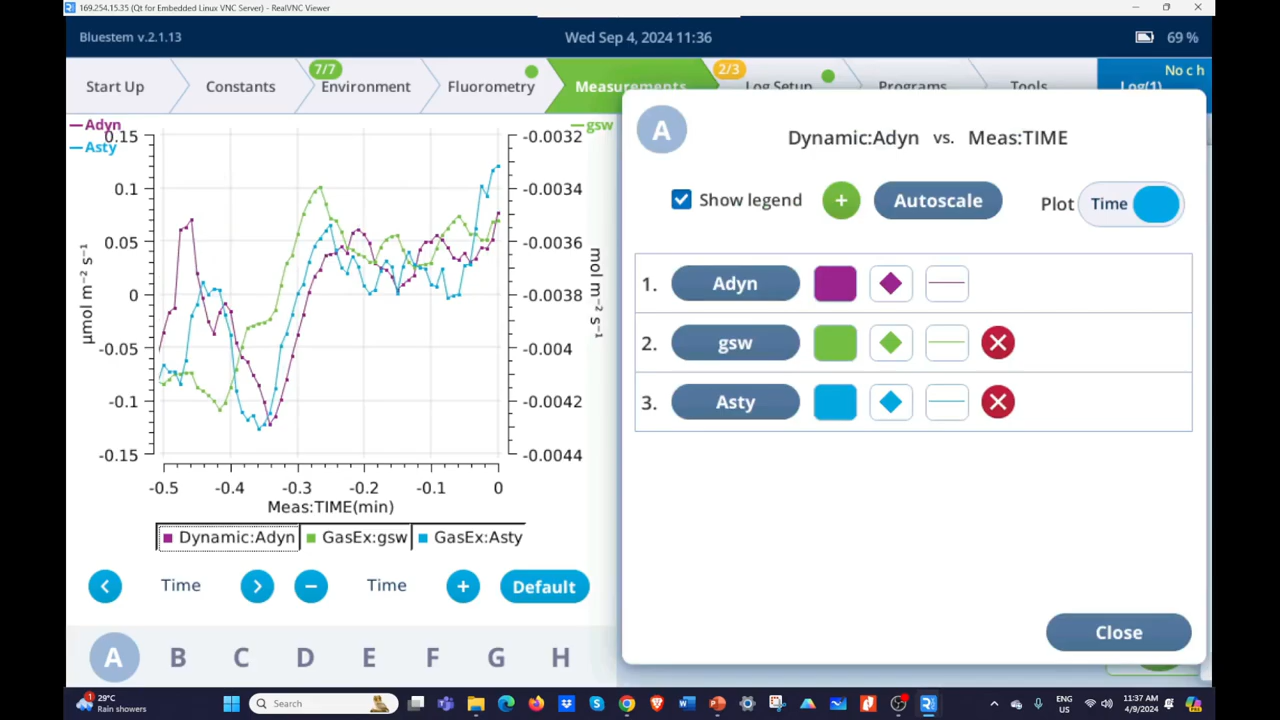 169.254.15.35 (Qt for Embedded Linux VNC Server) - RealVNC Viewer
Bluestem v.2.1.13
Wed Sep 4, 2024 11:36
69 %
Start Up
Constants
7/7
Environment
Fluorometry
Measurements
2/3
Log Setup
Programs
Tools
No c h
Log(1)
Adyn
Asty
gsw
0.15
0.1
0.05
0
-0.05
-0.1
-0.15
µmol m⁻² s⁻¹
-0.0032
-0.0034
-0.0036
-0.0038
-0.004
-0.0042
-0.0044
mol m⁻² s⁻¹
-0.5 -0.4 -0.3 -0.2 -0.1 0
Meas:TIME(min)
Dynamic:Adyn GasEx:gsw GasEx:Asty
Time
Time
Default
A B C D E F G H
A
Dynamic:Adyn vs. Meas:TIME
Show legend
+
Autoscale
Plot Time
1. Adyn
2. gsw
3. Asty
Close
1
29°C
Rain showers
Search
ENG
US
11:37 AM
4/9/2024